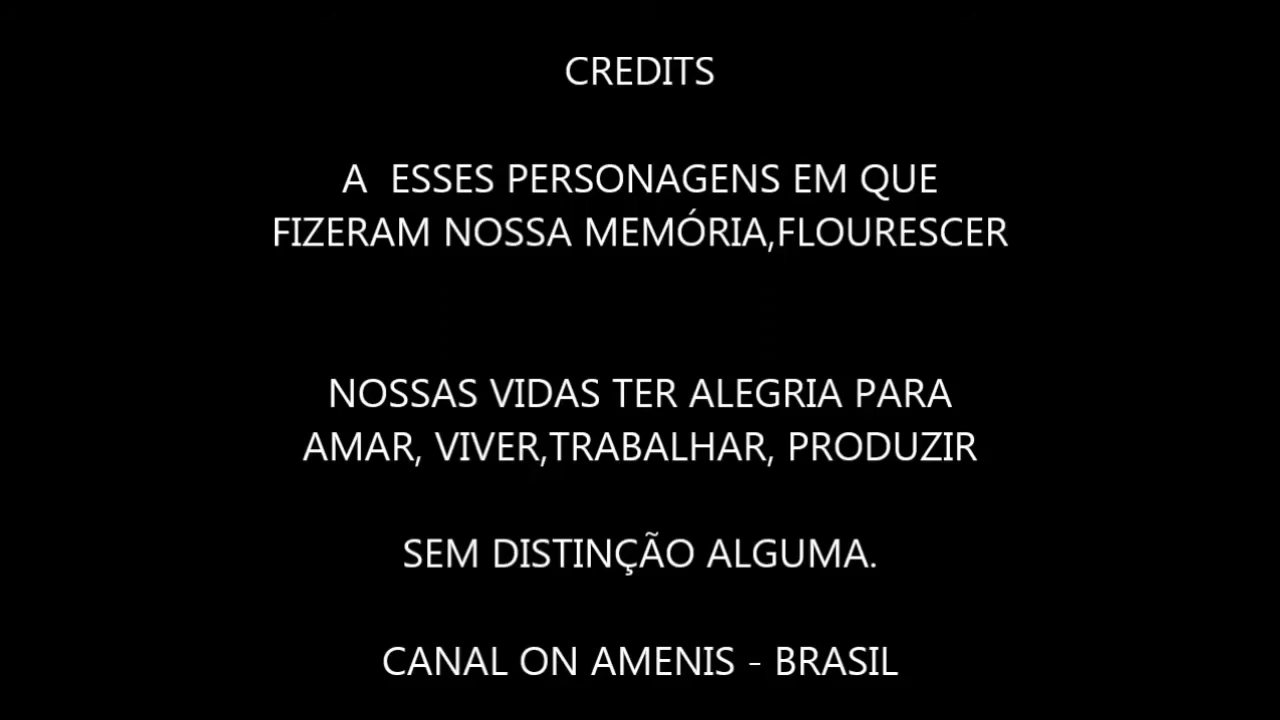 CREDITS
A  ESSES PERSONAGENS EM QUE
FIZERAM NOSSA MEMÓRIA,FLOURESCER
NOSSAS VIDAS TER ALEGRIA PARA
AMAR, VIVER,TRABALHAR, PRODUZIR
SEM DISTINÇÃO ALGUMA.
CANAL ON AMENIS - BRASIL